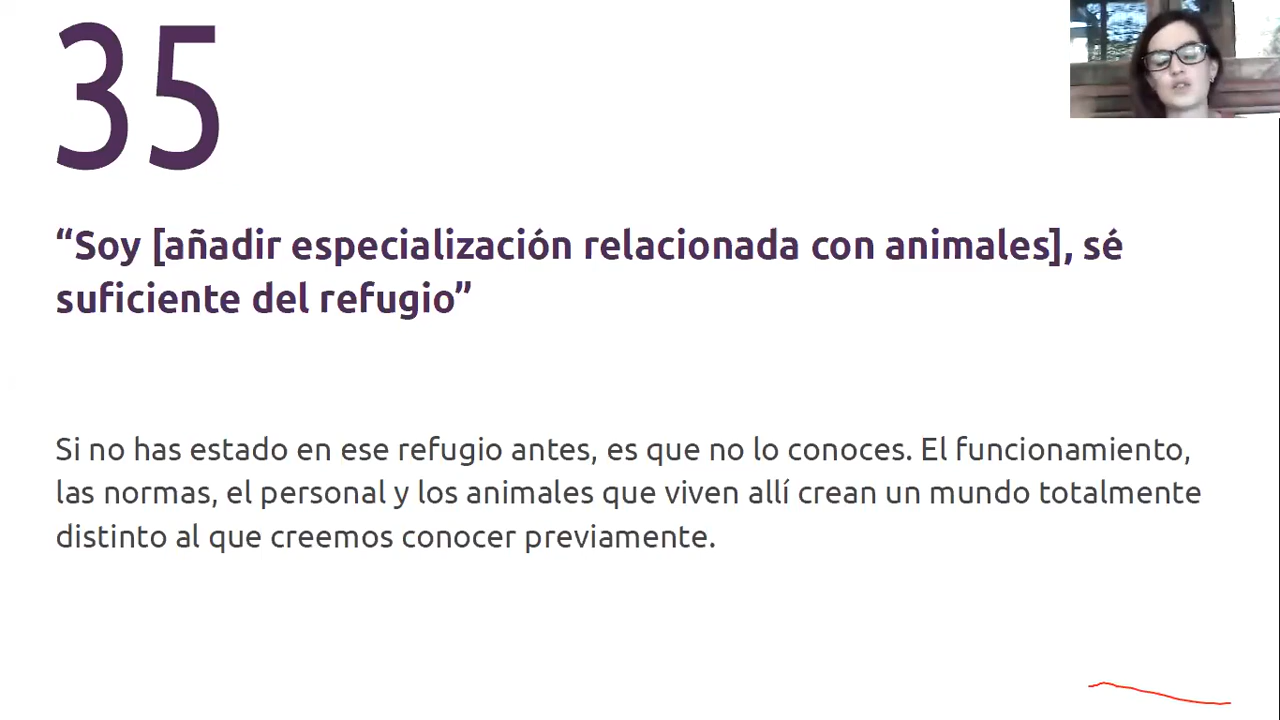 35
“Soy [añadir especialización relacionada con animales], sé
suficiente del refugio”
Si no has estado en ese refugio antes, es que no lo conoces. El funcionamiento,
las normas, el personal y los animales que viven allí crean un mundo totalmente
distinto al que creemos conocer previamente.